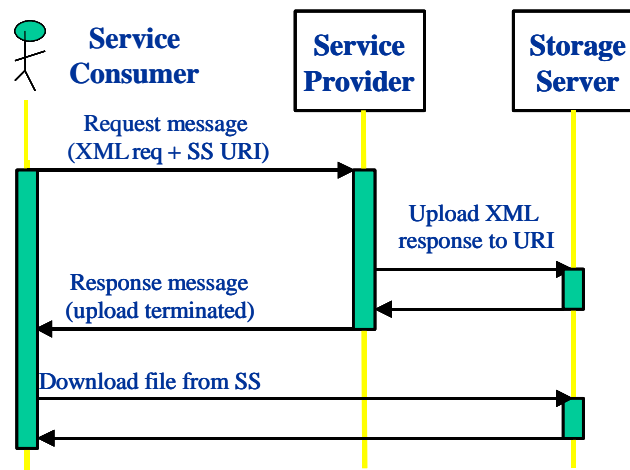 Service
Consumer
Service
Provider
Storage
Server
Request message
(XML req + SS URI)
Upload XML
response to URI
Response message
(upload terminated)
Download file from SS